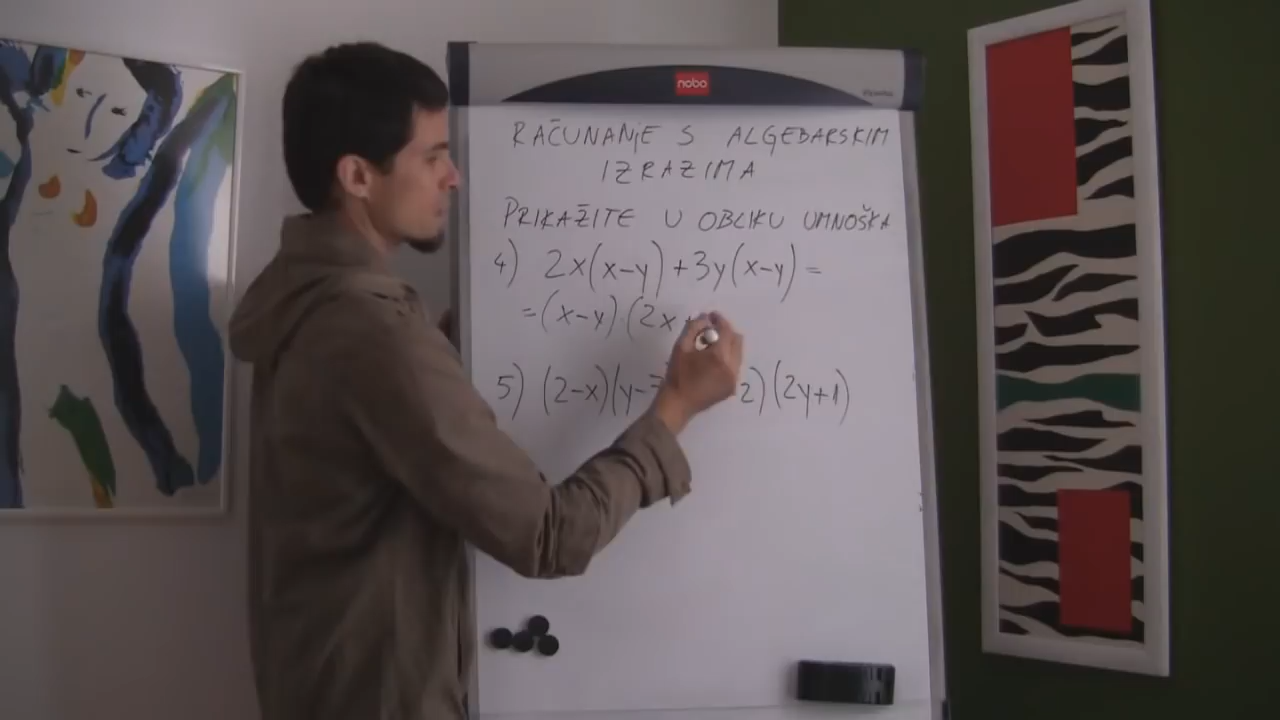 nobo
RAČUNANJE S ALGEBARSKIM
IZRAZIMA
PRIKAŽITE U OBLIKU UMNOŠKA
4) 2x(x-y)+3y(x-y)=
=(x-y)(2x+
5) (2-x)(y- 2)(2y+1)